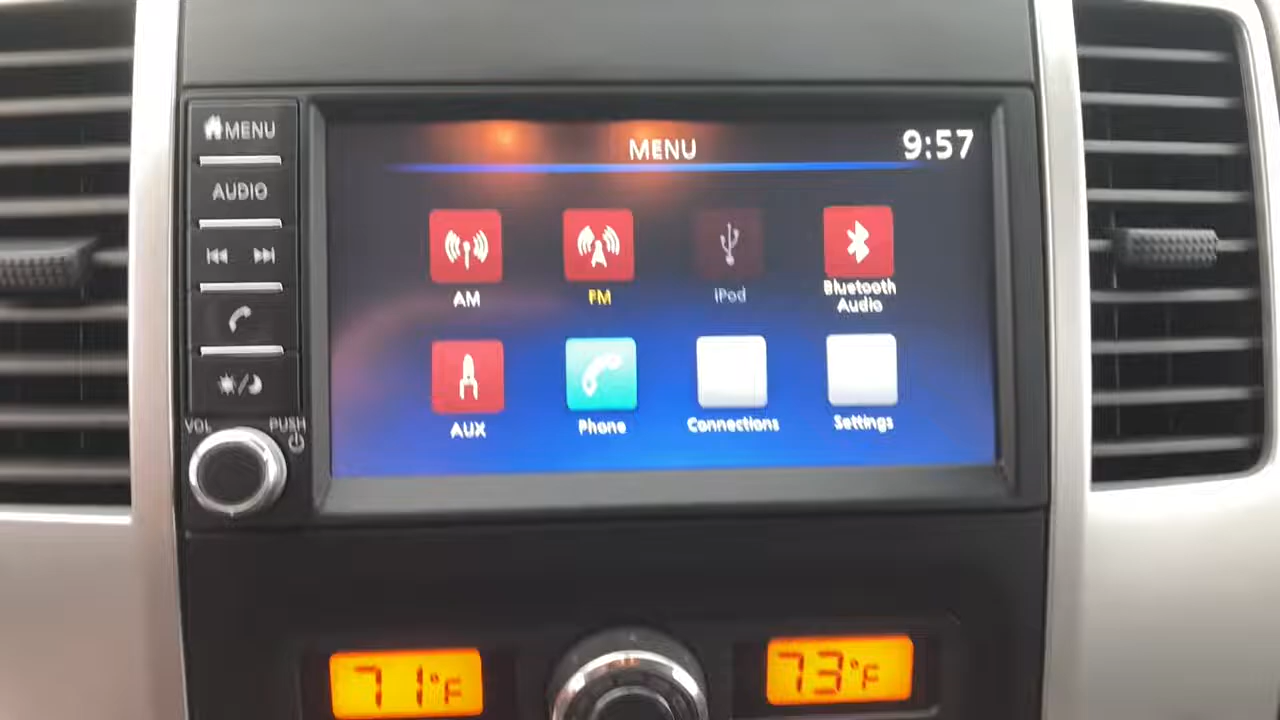 MENU
AUDIO
VOL
PUSH
MENU
9:57
AM
FM
iPod
Bluetooth
Audio
AUX
Phone
Connections
Settings
71°F
73°F